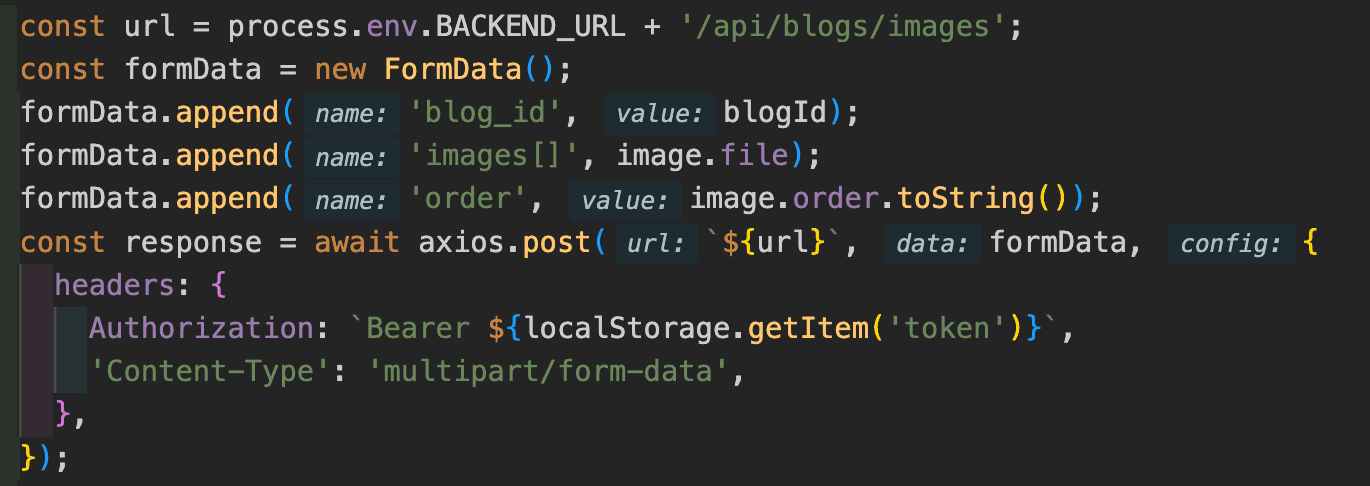 const url = process.env.BACKEND_URL + '/api/blogs/images';
const formData = new FormData();
formData.append( name: 'blog_id', value: blogId);
formData.append( name: 'images[]', image.file);
formData.append( name: 'order', value: image.order.toString());
const response = await axios.post( url: `${url}`, data: formData, config: {
headers: {
Authorization: `Bearer ${localStorage.getItem('token')}`,
'Content-Type': 'multipart/form-data',
},
});